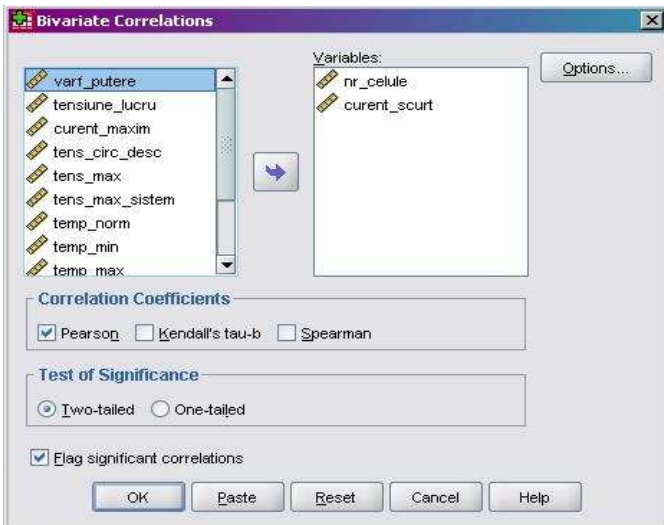 Bivariate Correlations
varf_putere
tensiune_lucru
curent_maxim
tens_circ_desc
tens_max
tens_max_sistem
temp_norm
temp_min
temp_max
Variables:
nr_celule
curent_scurt
Options...
Correlation Coefficients
Pearson Kendall's tau-b Spearman
Test of Significance
Two-tailed One-tailed
Flag significant correlations
OK Paste Reset Cancel Help